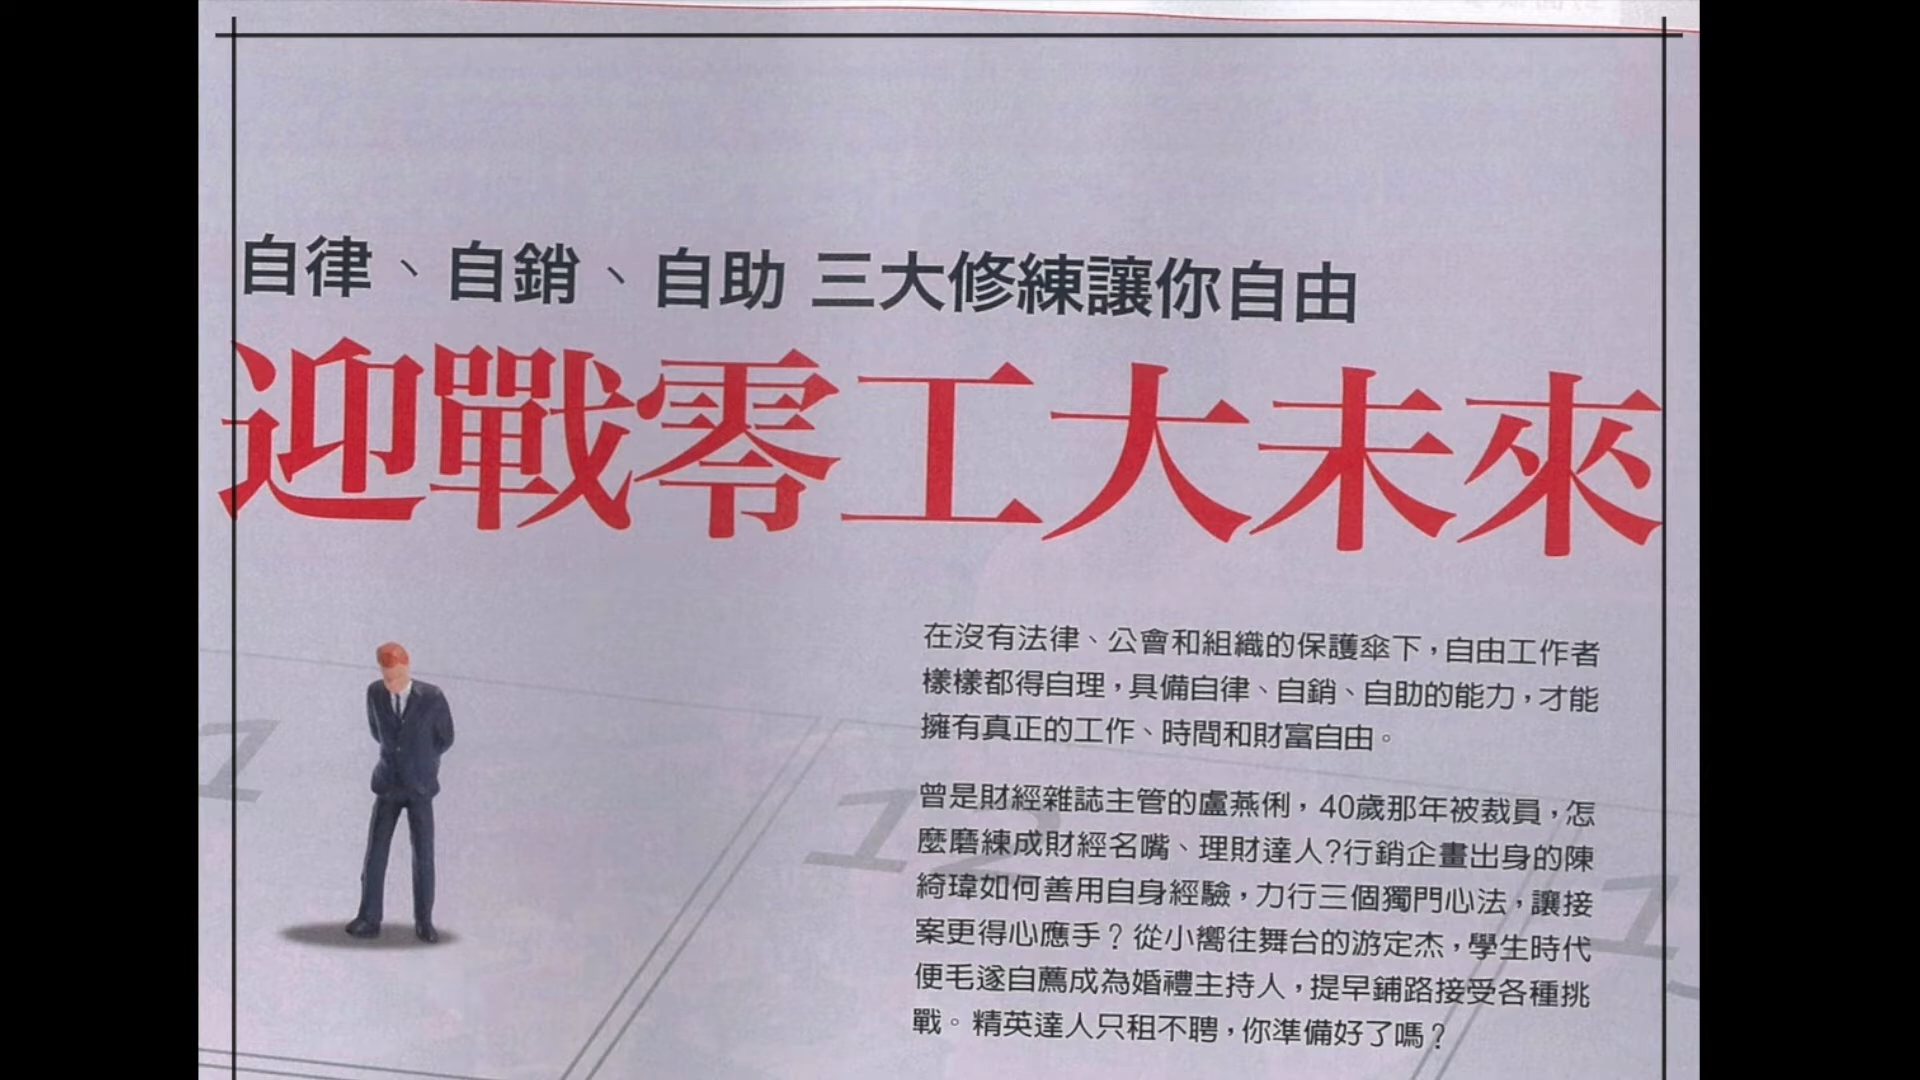 自律、自銷、自助 三大修練讓你自由
迎戰零工大未來
在沒有法律、公會和組織的保護傘下，自由工作者
樣樣都得自理，具備自律、自銷、自助的能力，才能
擁有真正的工作、時間和財富自由。
曾是財經雜誌主管的盧燕俐，40歲那年被裁員，怎
麼磨練成財經名嘴、理財達人?行銷企畫出身的陳
綺瑋如何善用自身經驗，力行三個獨門心法，讓接
案更得心應手？從小嚮往舞台的游定杰，學生時代
便毛遂自薦成為婚禮主持人，提早鋪路接受各種挑
戰。精英達人只租不聘，你準備好了嗎？
12